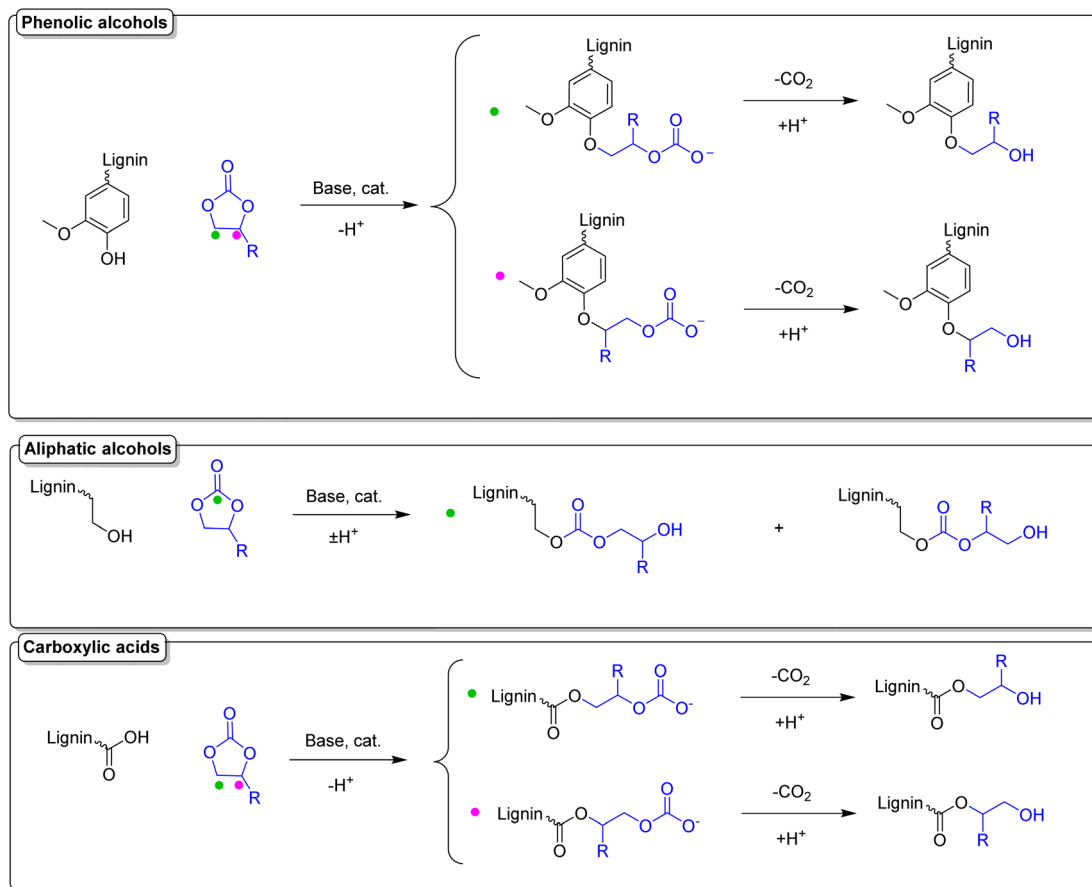 Phenolic alcohols
Lignin
O
OH
O
O
O
R
Base, cat.
-H+
Lignin
O
O
R
O
O
O−
-CO2
+H+
Lignin
O
O
R
OH
Lignin
O
O
R
O
O
O−
-CO2
+H+
Lignin
O
O
R
OH
Aliphatic alcohols
Lignin
OH
O
O
O
R
Base, cat.
±H+
Lignin
O
O
O
OH
R
+
Lignin
O
O
O
R
OH
Carboxylic acids
Lignin
OH
O
O
O
O
R
Base, cat.
-H+
Lignin
O
O
R
O
O
O-
-CO2
+H+
Lignin
O
O
R
OH
Lignin
O
O
R
O
O
O-
-CO2
+H+
Lignin
O
O
R
OH